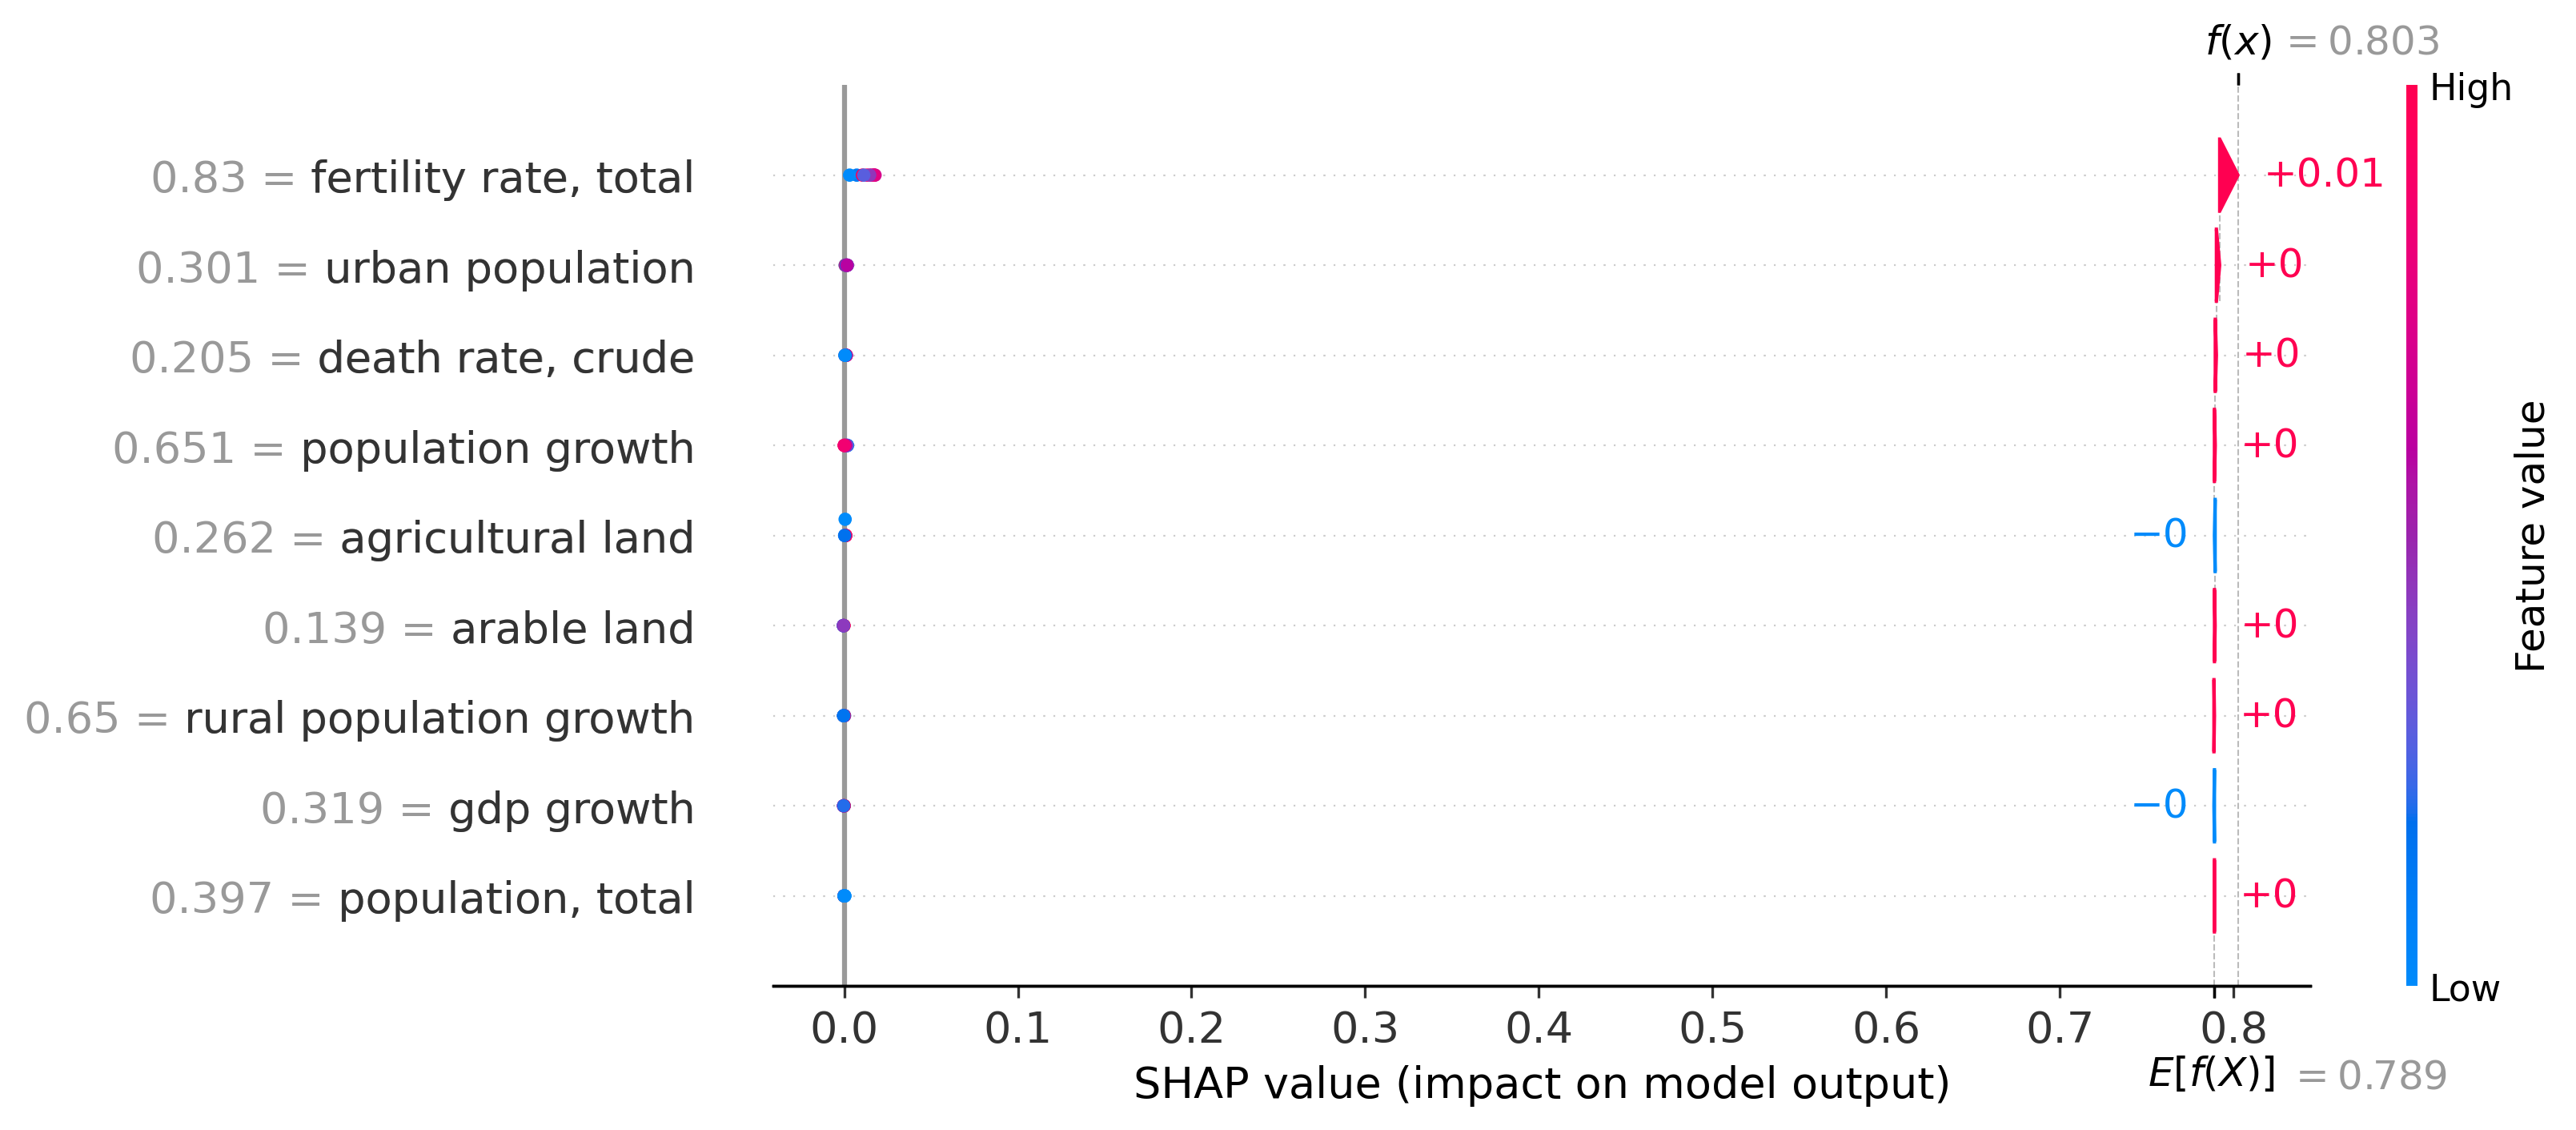 f(x) = 0.803
High
0.83 = fertility rate, total
+0.01
0.301 = urban population
+0
0.205 = death rate, crude
+0
0.651 = population growth
+0
0.262 = agricultural land
−0
0.139 = arable land
+0
0.65 = rural population growth
+0
0.319 = gdp growth
−0
0.397 = population, total
+0
Feature value
Low
0.0 0.1 0.2 0.3 0.4 0.5 0.6 0.7 0.8
E[f(X)] = 0.789
SHAP value (impact on model output)